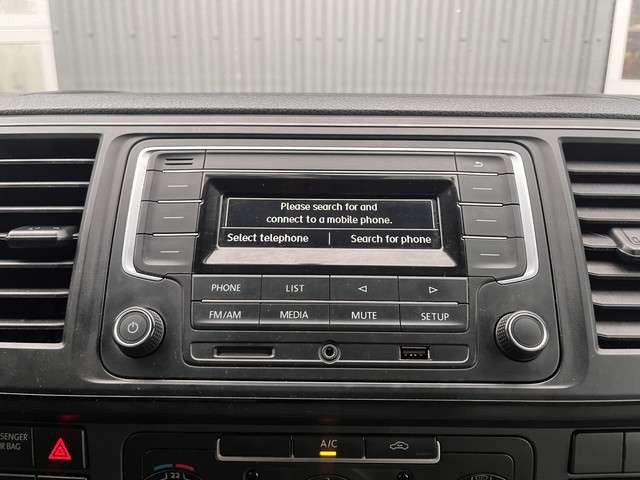 Please search for and
connect to a mobile phone.
Select telephone Search for phone
PHONE LIST
FM/AM MEDIA MUTE SETUP
A/C
22